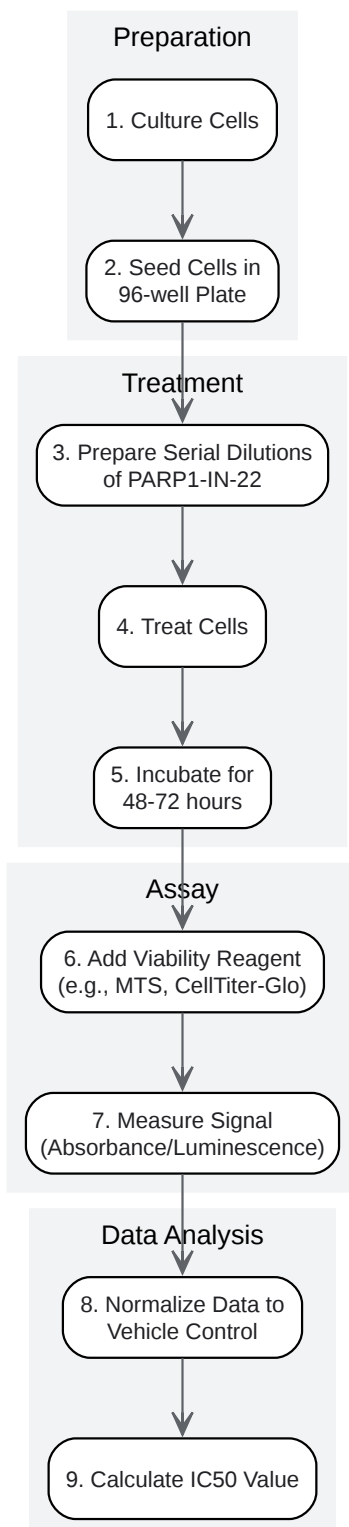 Preparation
1. Culture Cells
2. Seed Cells in
96-well Plate
Treatment
3. Prepare Serial Dilutions
of PARP1-IN-22
4. Treat Cells
5. Incubate for
48-72 hours
Assay
6. Add Viability Reagent
(e.g., MTS, CellTiter-Glo)
7. Measure Signal
(Absorbance/Luminescence)
Data Analysis
8. Normalize Data to
Vehicle Control
9. Calculate IC50 Value